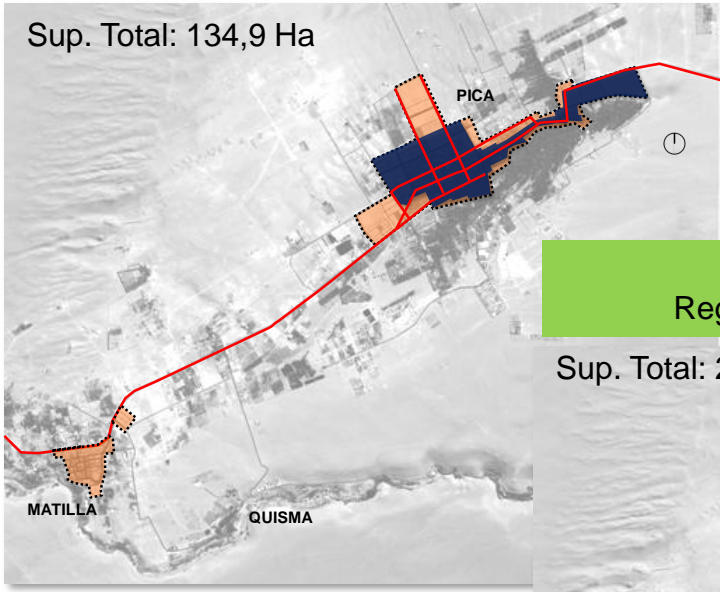 Sup. Total: 134,9 Ha
PICA
Reg
Sup. Total: 2
MATILLA
QUISMA